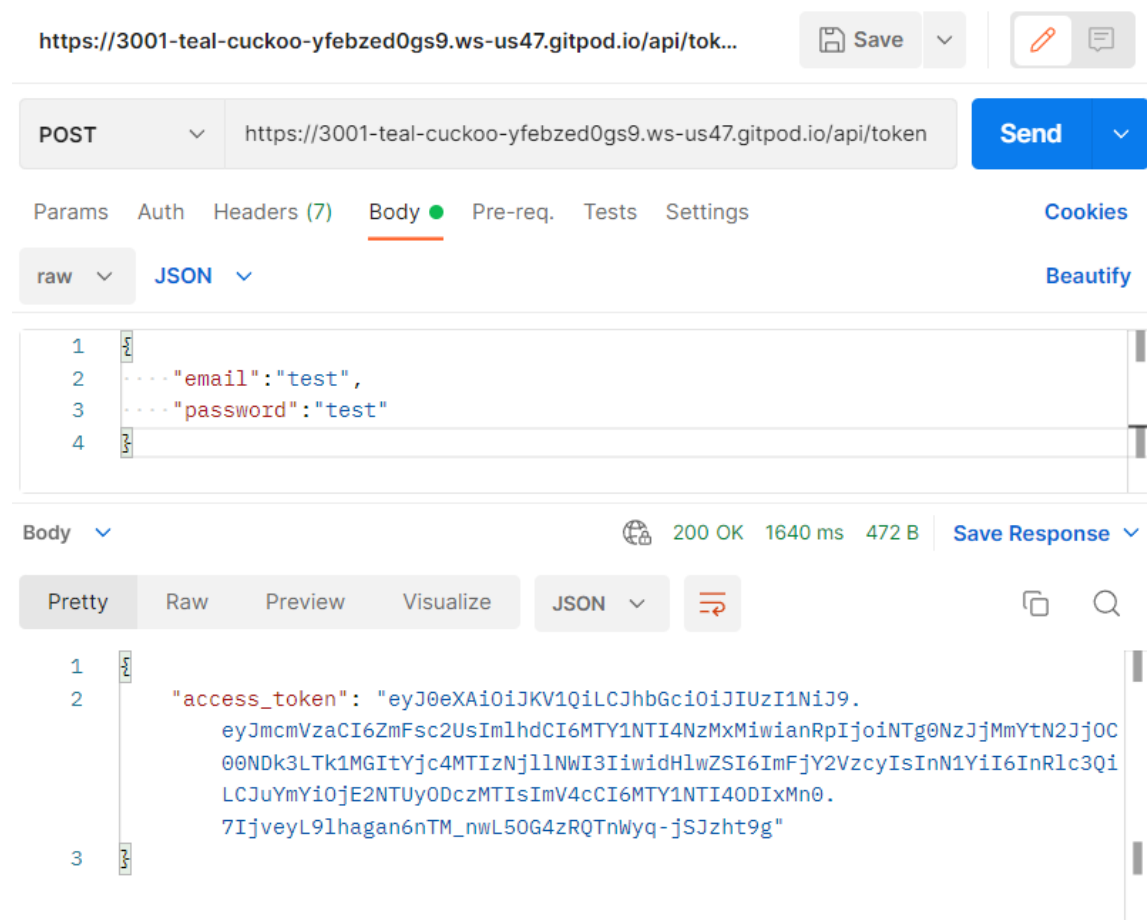 https://3001-teal-cuckoo-yfebzed0gs9.ws-us47.gitpod.io/api/tok... Save
POST https://3001-teal-cuckoo-yfebzed0gs9.ws-us47.gitpod.io/api/token Send
Params Auth Headers (7) Body Pre-req. Tests Settings Cookies
raw JSON Beautify
1 {
2 "email":"test",
3 "password":"test"
4 }
Body 200 OK 1640 ms 472 B Save Response
Pretty Raw Preview Visualize JSON
1 {
2 "access_token": "eyJ0eXAiOiJKV1QiLCJhbGciOiJIUzI1NiJ9.
eyJmcmVzaCI6ZmFsc2UsImlhdCI6MTY1NTI4NzMxMiwianRpIjoiNTg0NzJjMmYtN2JjOC
00NDk3LTk1MGItYjc4MTIzNjllNWI3IiwidHlwZSI6ImFjY2VzcyIsInN1YiI6InRlc3Qi
LCJuYmYiOjE2NTUyODczMTIsImV4cCI6MTY1NTI4ODIxMn0.
7IjveyL9lhagan6nTM_nwL5OG4zRQTnWyq-jSJzht9g"
3 }